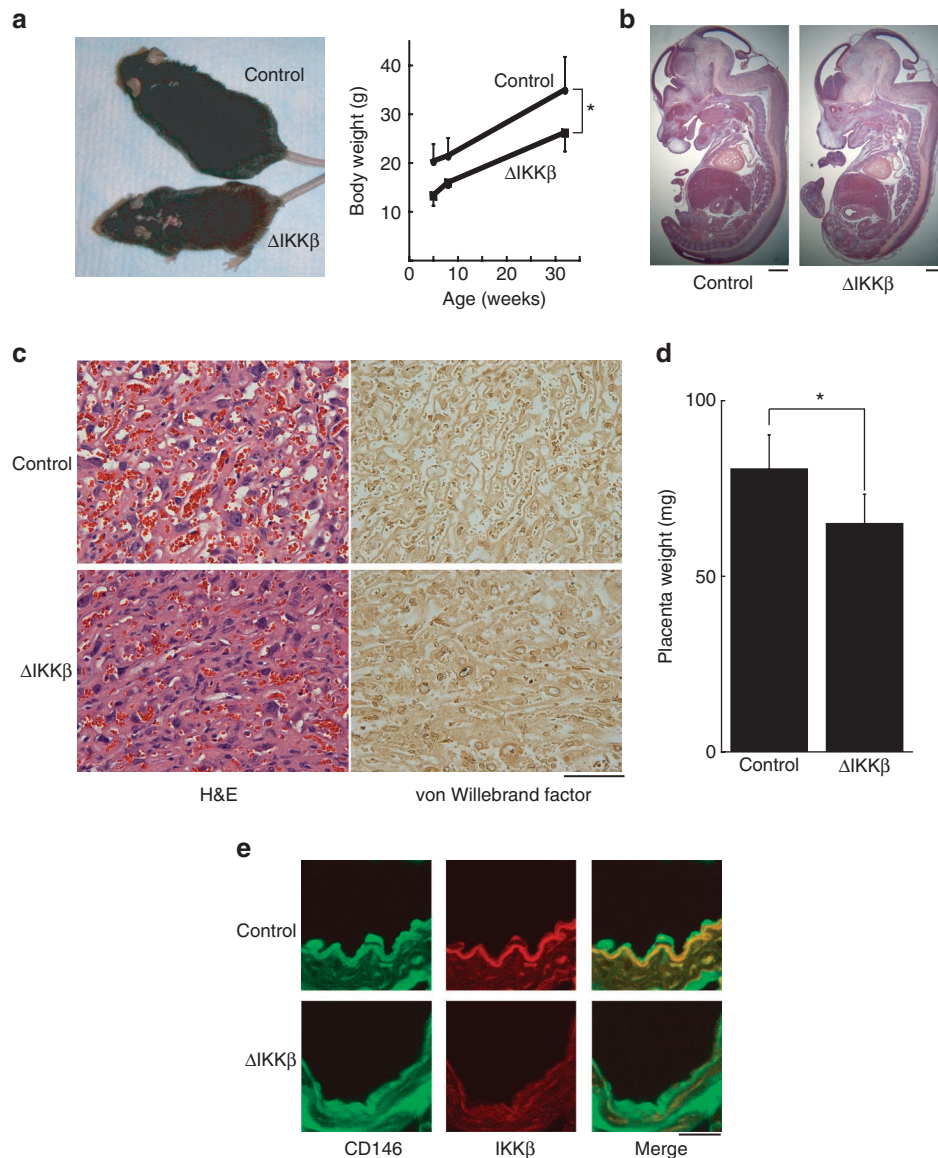 a
Control
ΔIKKβ
Body weight (g)
40
30
20
10
Control
*
ΔIKKβ
0 10 20 30
Age (weeks)
b
Control ΔIKKβ
c
Control
ΔIKKβ
H&E von Willebrand factor
d
Placenta weight (mg)
100
50
0
*
Control ΔIKKβ
e
Control
ΔIKKβ
CD146 IKKβ Merge